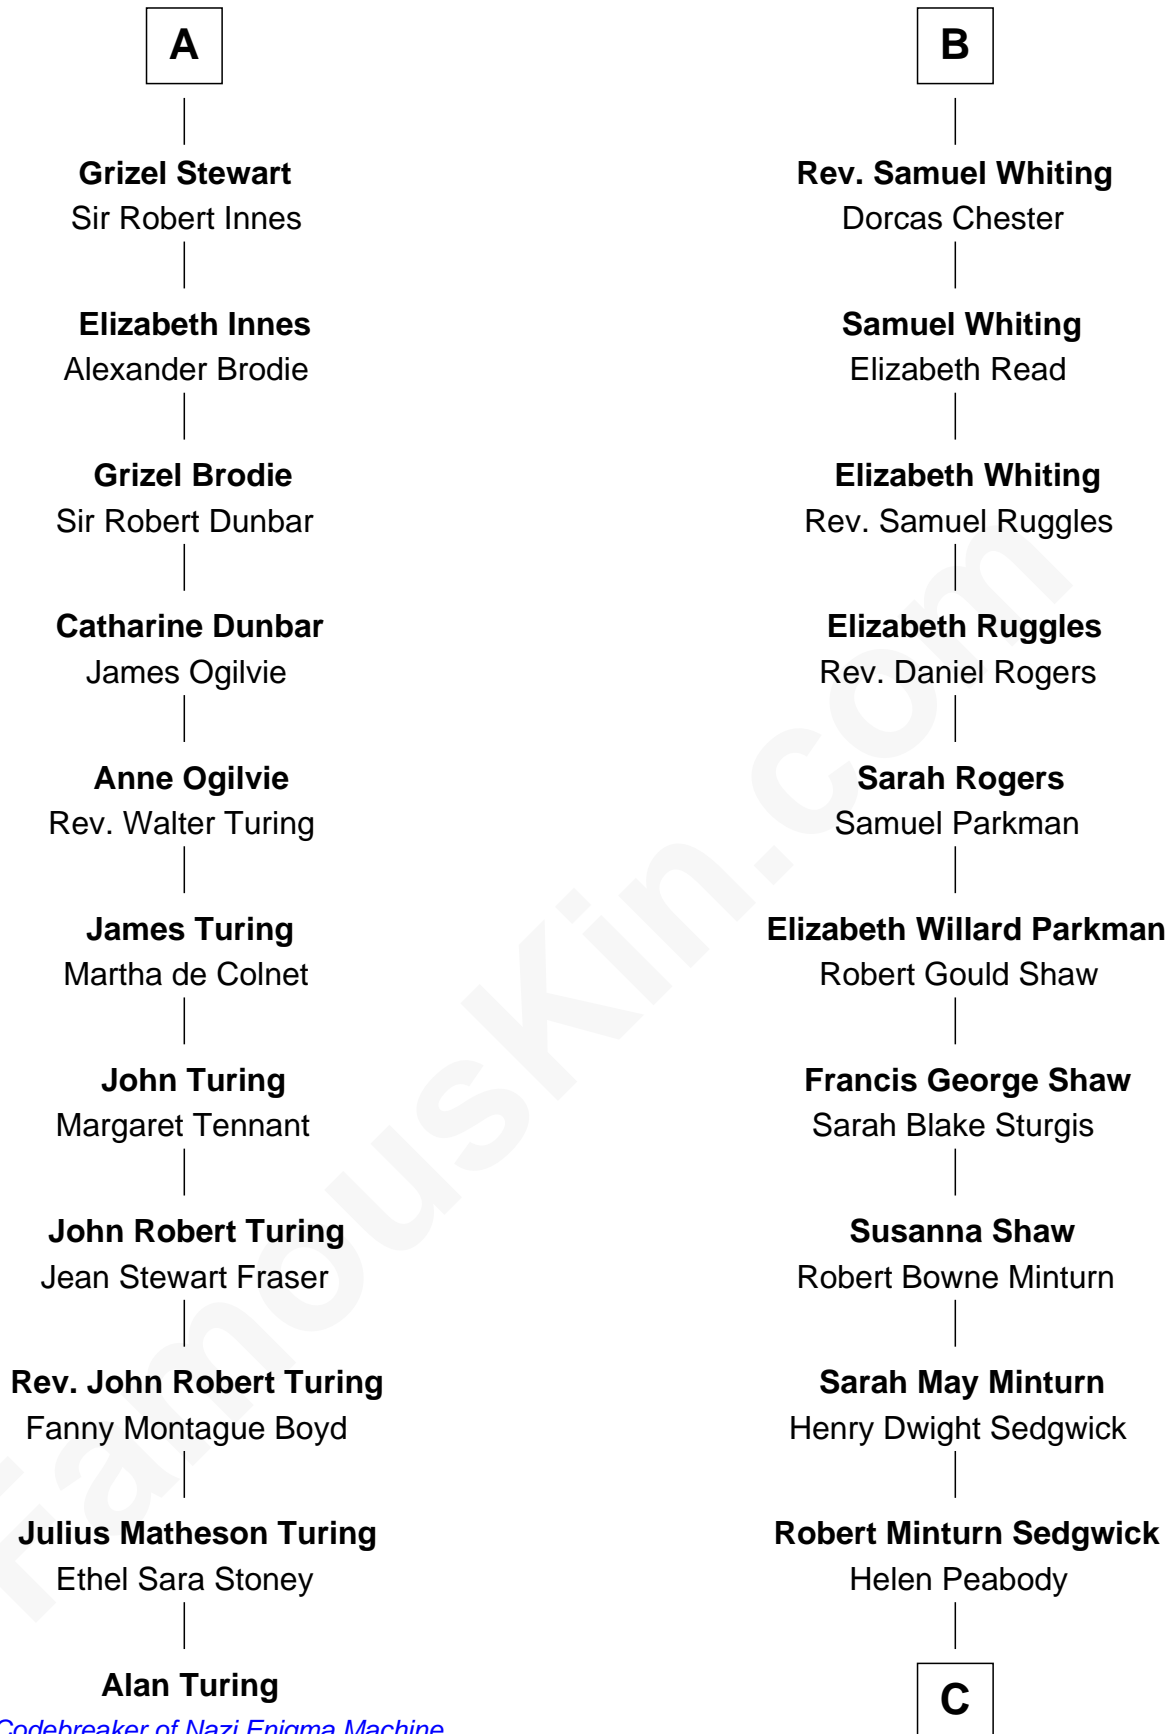 A
Grizel Stewart
Sir Robert Innes
Elizabeth Innes
Alexander Brodie
Grizel Brodie
Sir Robert Dunbar
Catharine Dunbar
James Ogilvie
Anne Ogilvie
Rev. Walter Turing
James Turing
Martha de Colnet
John Turing
Margaret Tennant
John Robert Turing
Jean Stewart Fraser
Rev. John Robert Turing
Fanny Montague Boyd
Julius Matheson Turing
Ethel Sara Stoney
Alan Turing
Codebreaker of Nazi Enigma Machine
B
Rev. Samuel Whiting
Dorcas Chester
Samuel Whiting
Elizabeth Read
Elizabeth Whiting
Rev. Samuel Ruggles
Elizabeth Ruggles
Rev. Daniel Rogers
Sarah Rogers
Samuel Parkman
Elizabeth Willard Parkman
Robert Gould Shaw
Francis George Shaw
Sarah Blake Sturgis
Susanna Shaw
Robert Bowne Minturn
Sarah May Minturn
Henry Dwight Sedgwick
Robert Minturn Sedgwick
Helen Peabody
C
FamousKin.com